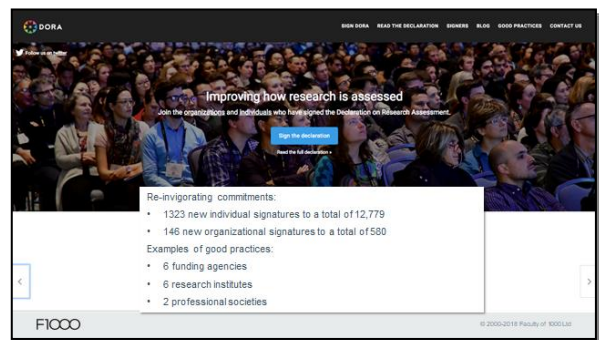 DORA
SIGN DORA READ THE DECLARATION SIGNERS BLOG GOOD PRACTICES CONTACT US
Follow us on twitter
Improving how research is assessed
Join the organizations and individuals who have signed the Declaration on Research Assessment.
Sign the declaration
Read the full declaration »
Re-invigorating commitments:
• 1323 new individual signatures to a total of 12,779
• 146 new organizational signatures to a total of 580
Examples of good practices:
• 6 funding agencies
• 6 research institutes
• 2 professional societies
F1000
© 2000-2018 Faculty of 1000 Ltd